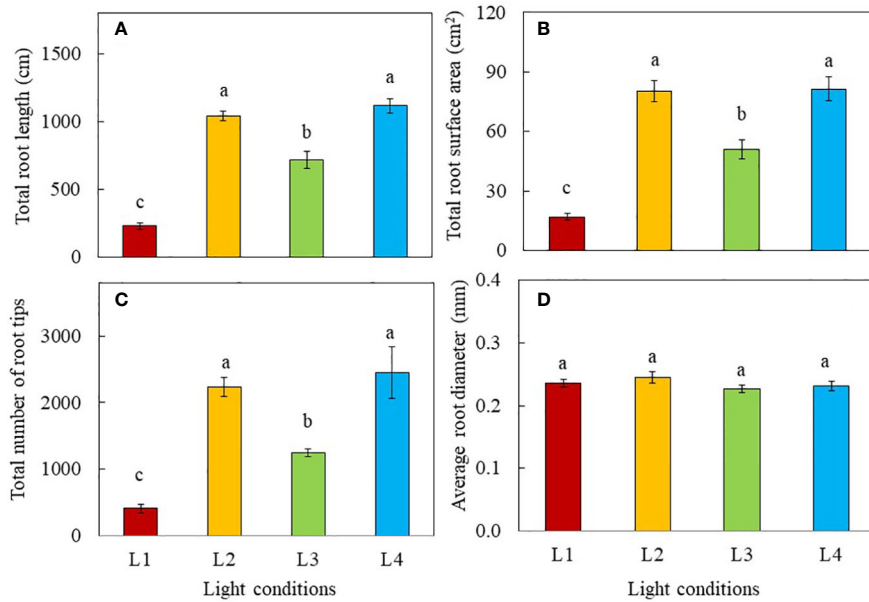 A
Total root length (cm)
1500
1000
500
0
c
a
b
a
B
Total root surface area (cm²)
120
90
60
30
0
c
a
b
a
C
Total number of root tips
3000
2000
1000
0
c
a
b
a
L1 L2 L3 L4
Light conditions
D
Average root diameter (mm)
0.4
0.3
0.2
0.1
0.0
a
a
a
a
L1 L2 L3 L4
Light conditions